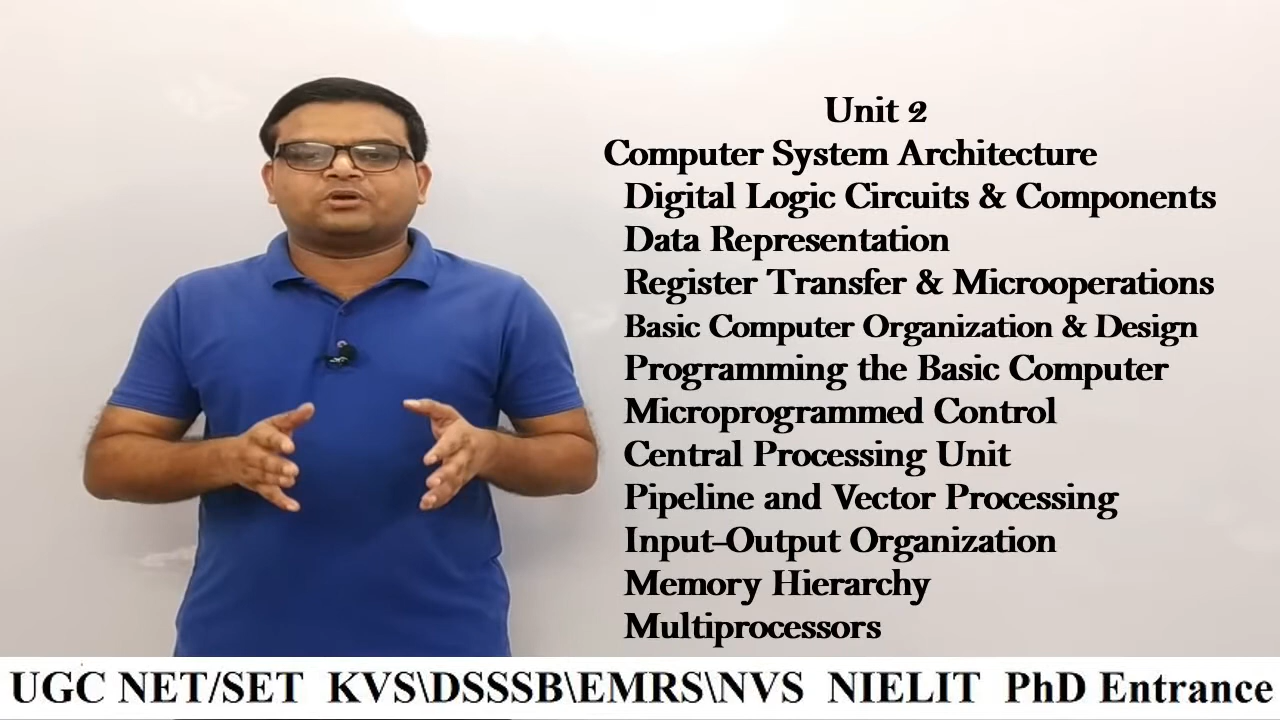 Unit 2
Computer System Architecture
Digital Logic Circuits & Components
Data Representation
Register Transfer & Microoperations
Basic Computer Organization & Design
Programming the Basic Computer
Microprogrammed Control
Central Processing Unit
Pipeline and Vector Processing
Input-Output Organization
Memory Hierarchy
Multiprocessors
UGC NET/SET KVS\DSSSB\EMRS\NVS NIELIT PhD Entrance